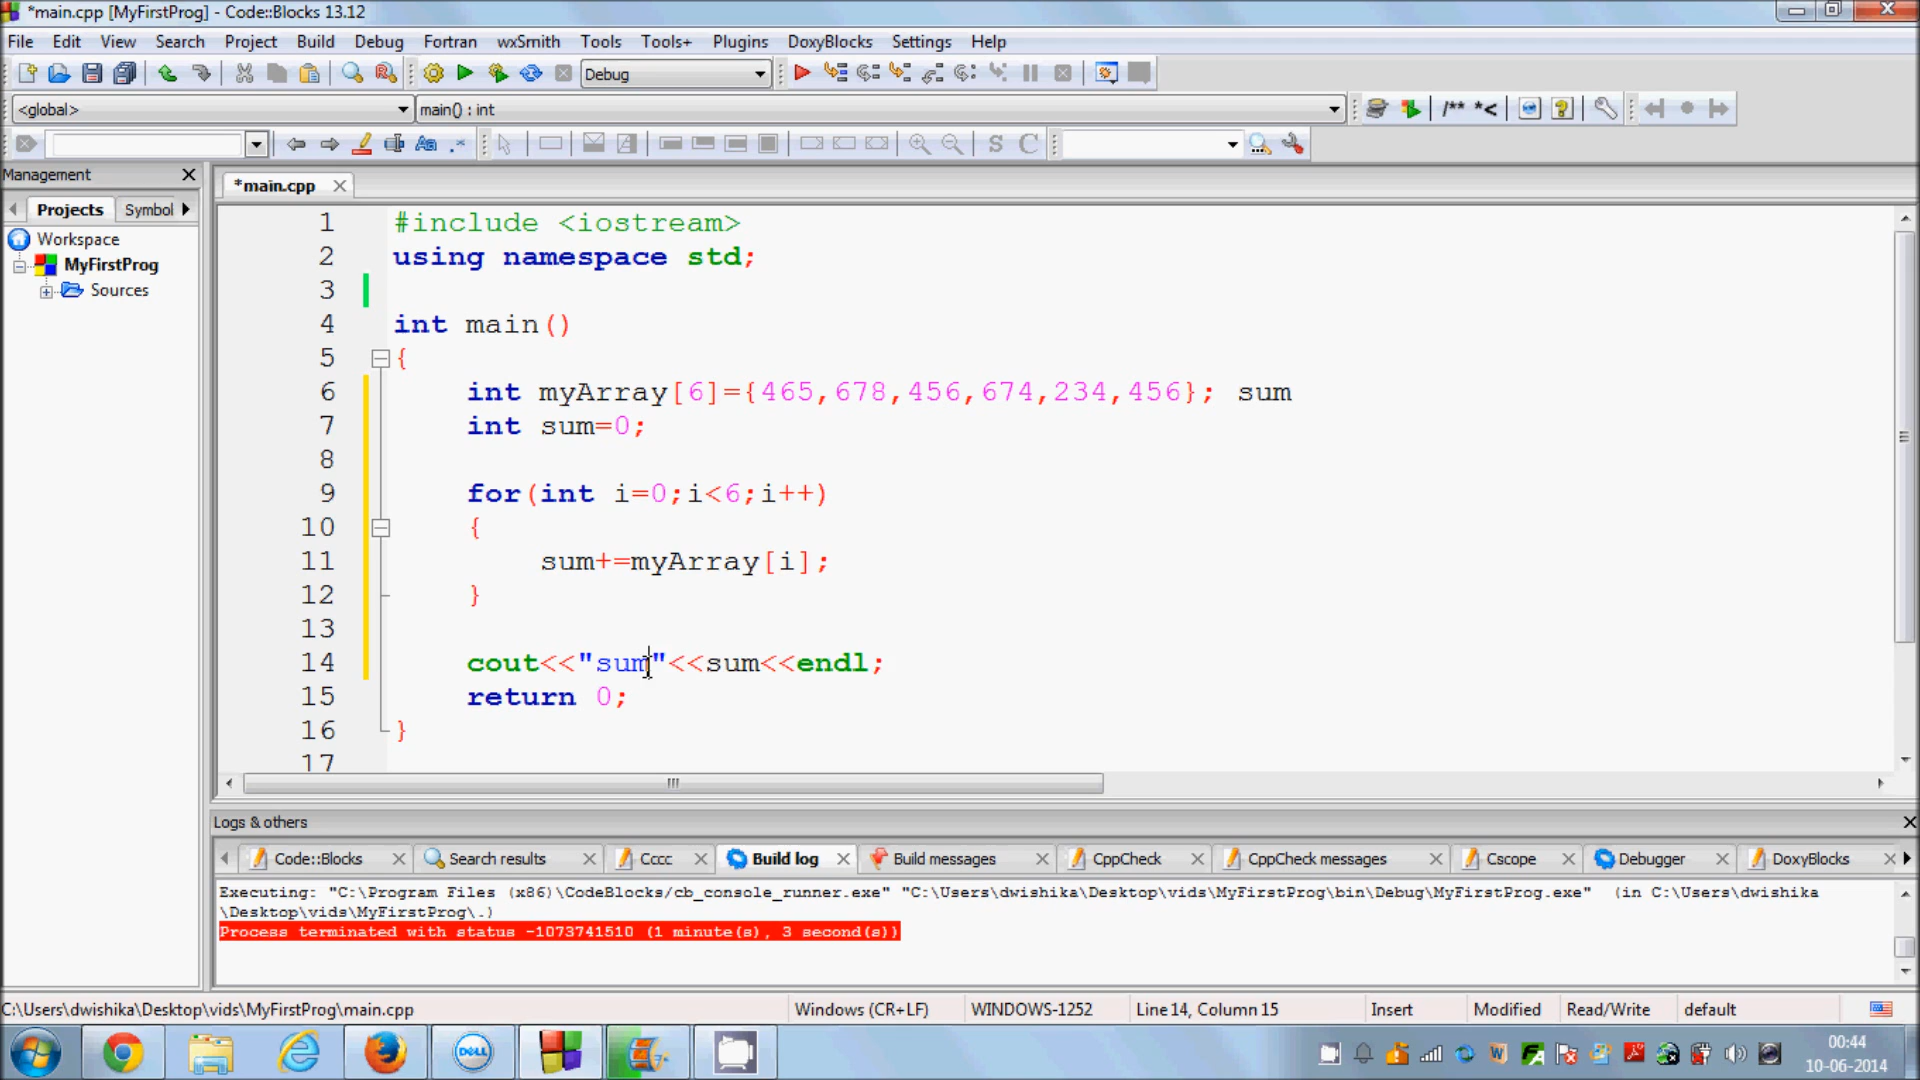 *main.cpp [MyFirstProg] - Code::Blocks 13.12
File Edit View Search Project Build Debug Fortran wxSmith Tools Tools+ Plugins DoxyBlocks Settings Help
Debug
<global> main() : int /** *<
.* S C
Management
*main.cpp
Projects Symbol
Workspace
MyFirstProg
Sources
1 #include <iostream>
2 using namespace std;
3
4 int main()
5 {
6 int myArray[6]={465,678,456,674,234,456}; sum
7 int sum=0;
8
9 for(int i=0;i<6;i++)
10 {
11 sum+=myArray[i];
12 }
13
14 cout<<"sum"<<sum<<endl;
15 return 0;
16 }
17
Logs & others
Code::Blocks Search results Cccc Build log Build messages CppCheck CppCheck messages Cscope Debugger DoxyBlocks
Executing: "C:\Program Files (x86)\CodeBlocks/cb_console_runner.exe" "C:\Users\dwishika\Desktop\vids\MyFirstProg\bin\Debug\MyFirstProg.exe"  (in C:\Users\dwishika
\Desktop\vids\MyFirstProg\.)
Process terminated with status -1073741510 (1 minute(s), 3 second(s))
C:\Users\dwishika\Desktop\vids\MyFirstProg\main.cpp Windows (CR+LF) WINDOWS-1252 Line 14, Column 15 Insert Modified Read/Write default
DELL
00:44
10-06-2014